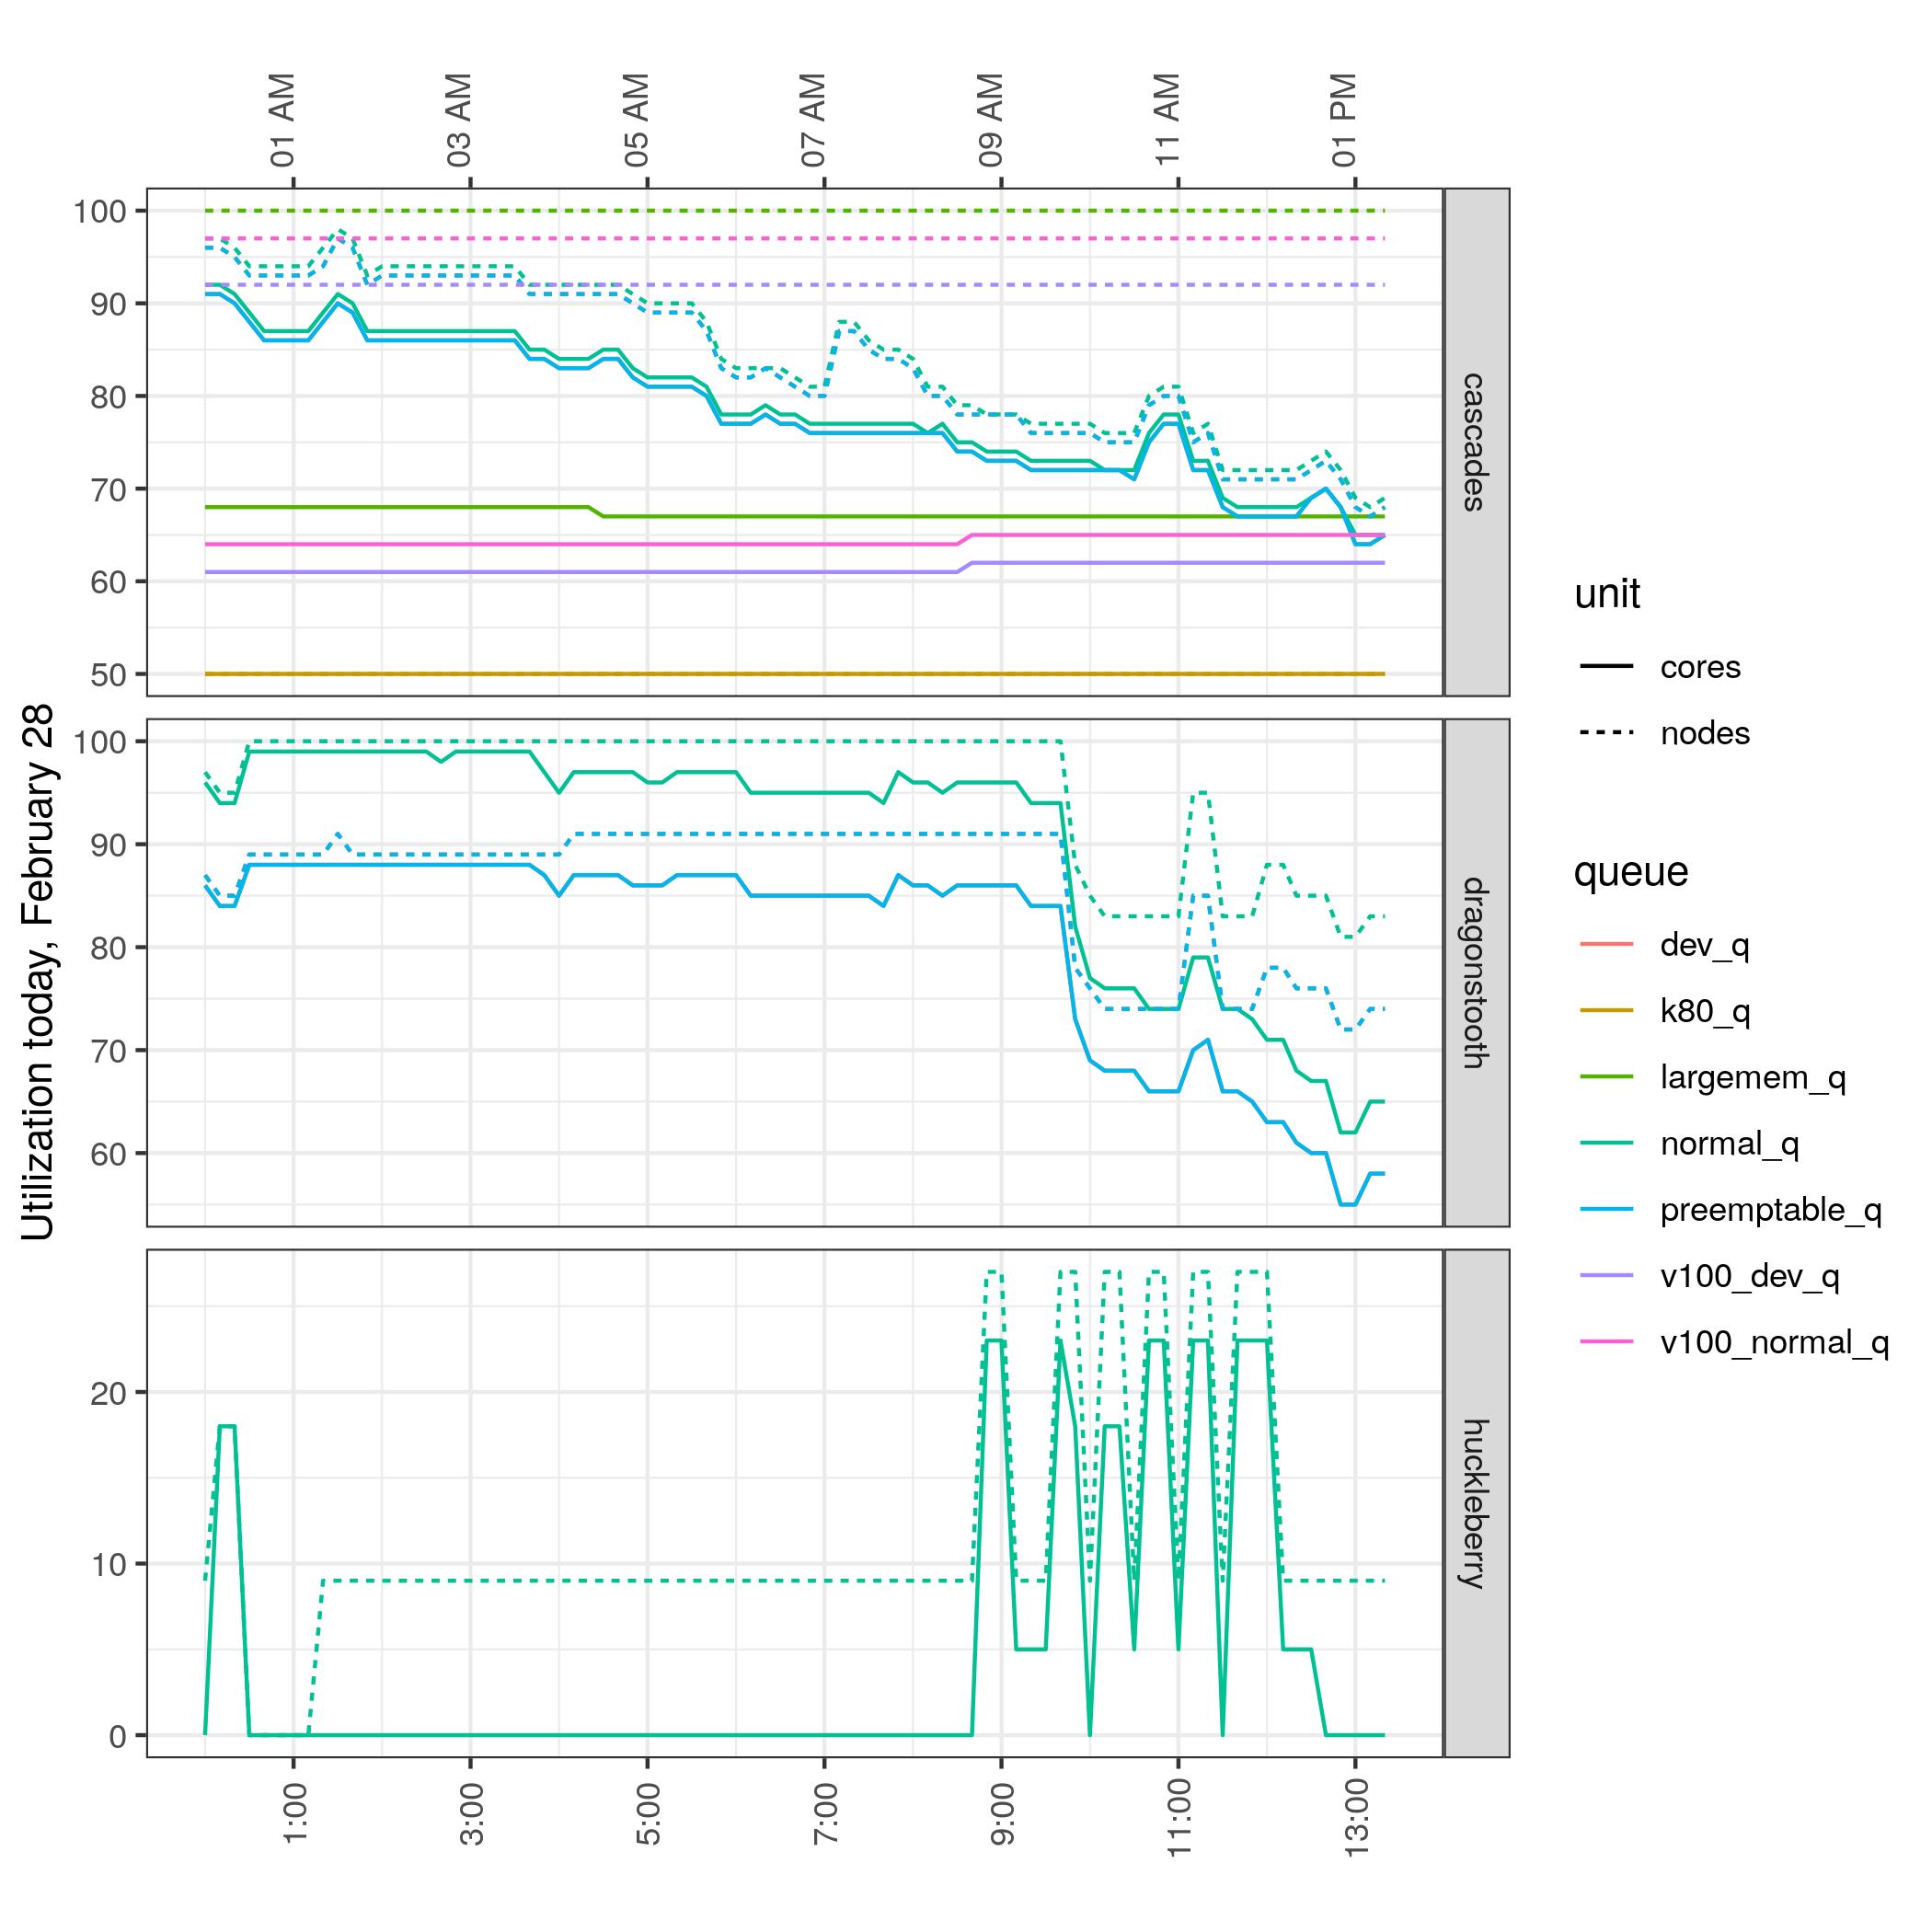 01 AM
03 AM
05 AM
07 AM
09 AM
11 AM
01 PM
Utilization today, February 28
100
90
80
70
60
50
cascades
100
90
80
70
60
dragonstooth
20
10
0
huckleberry
1:00
3:00
5:00
7:00
9:00
11:00
13:00
unit
cores
nodes
queue
dev_q
k80_q
largemem_q
normal_q
preemptable_q
v100_dev_q
v100_normal_q